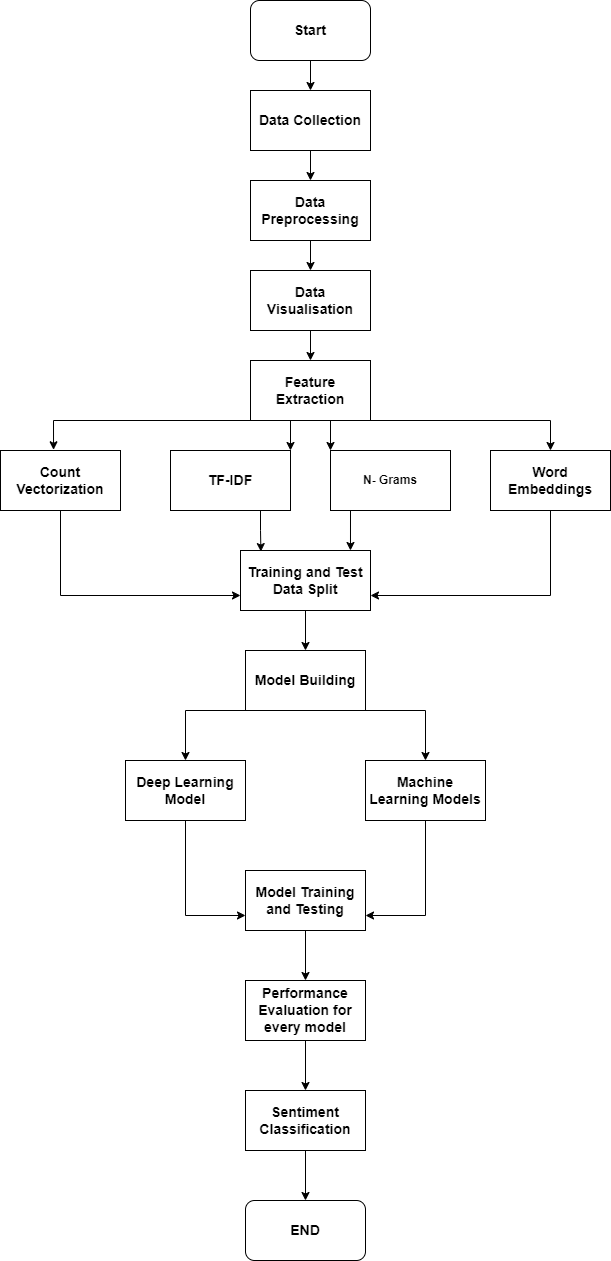 Start
Data Collection
Data
Preprocessing
Data
Visualisation
Feature
Extraction
Count
Vectorization
TF-IDF
N- Grams
Word
Embeddings
Training and Test
Data Split
Model Building
Deep Learning
Model
Machine
Learning Models
Model Training
and Testing
Performance
Evaluation for
every model
Sentiment
Classification
END